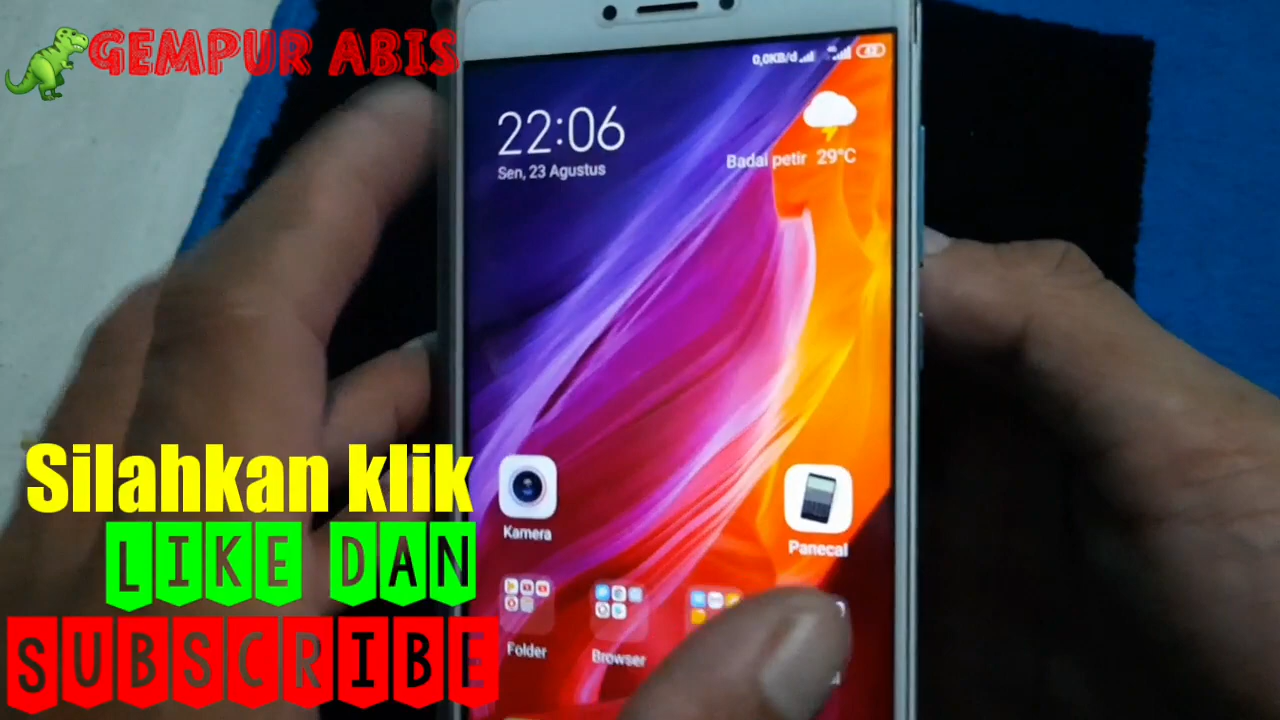 GEMPUR ABIS
0,0KB/d
22:06
Sen, 23 Agustus
Badai petir 29°C
Kamera
Panecal
Folder
Browser
Silahkan klik
LIKE DAN
SUBSCRIBE